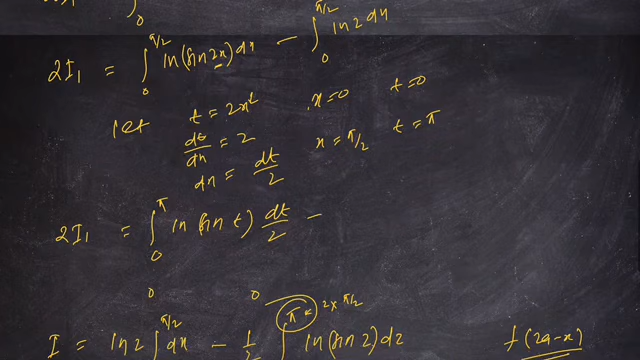 2I₁ = ∫₀^{π/2} ln(sin 2x) dx − ∫₀^{π/2} ln 2 dx
let t = 2x x=0 t=0
dt/dx = 2 x = π/2 t = π
dx = dt/2
2I₁ = ∫₀^π ln(sin t) dt/2 −
0 0
π 2 x π/2
I = ln 2 ∫^{π/2} dx − 1/2 ∫ ln(sin z) dz f(2a-x)